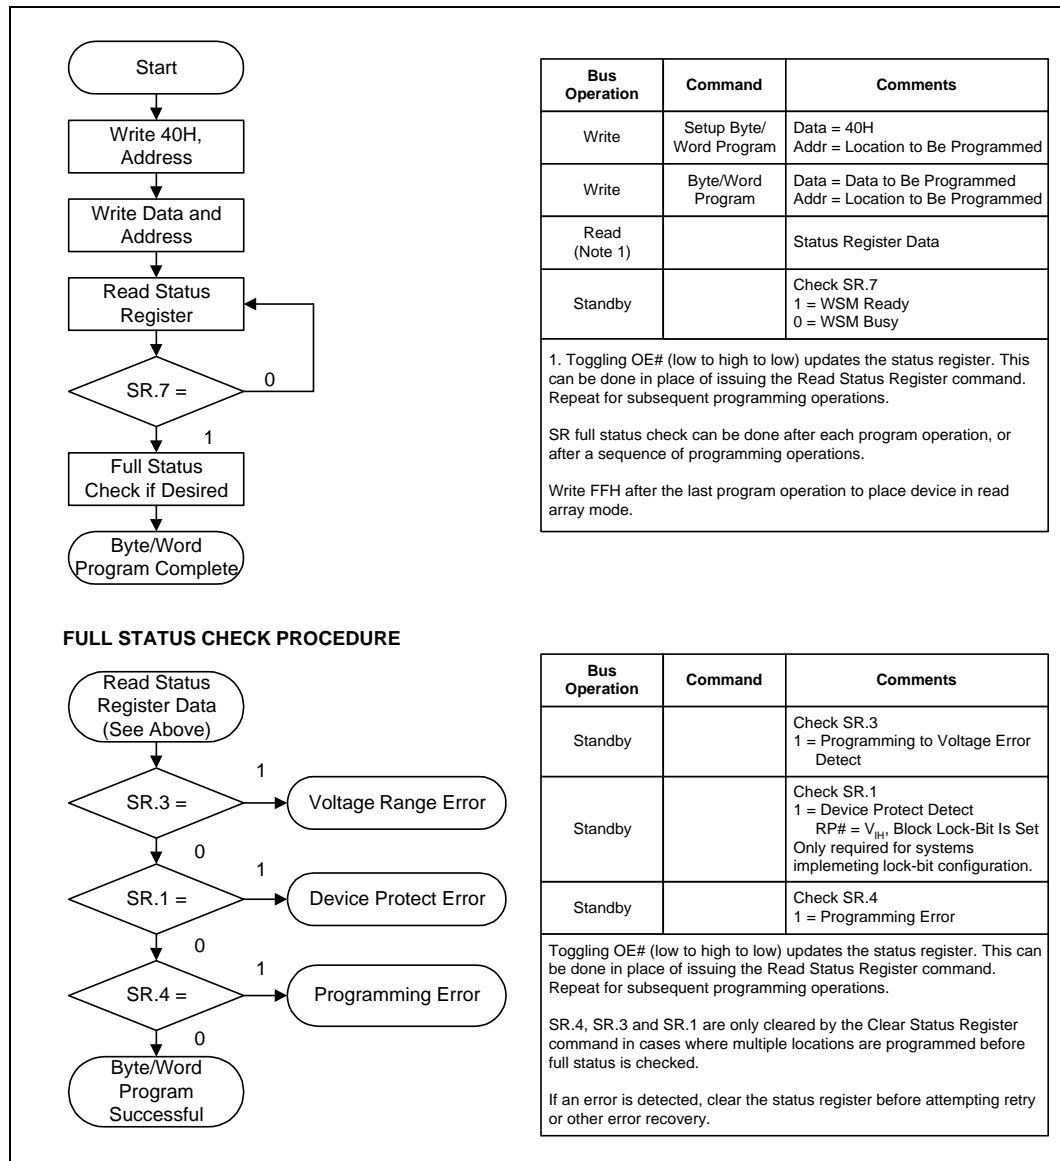 Start
Write 40H,
Address
Write Data and
Address
Read Status
Register
SR.7 =
0
1
Full Status
Check if Desired
Byte/Word
Program Complete
Bus
Operation
Command
Comments
Write
Setup Byte/
Word Program
Data = 40H
Addr = Location to Be Programmed
Write
Byte/Word
Program
Data = Data to Be Programmed
Addr = Location to Be Programmed
Read
(Note 1)
Status Register Data
Standby
Check SR.7
1 = WSM Ready
0 = WSM Busy
1. Toggling OE# (low to high to low) updates the status register. This
can be done in place of issuing the Read Status Register command.
Repeat for subsequent programming operations.
SR full status check can be done after each program operation, or
after a sequence of programming operations.
Write FFH after the last program operation to place device in read
array mode.
FULL STATUS CHECK PROCEDURE
Read Status
Register Data
(See Above)
SR.3 =
1
Voltage Range Error
0
SR.1 =
1
Device Protect Error
0
SR.4 =
1
Programming Error
0
Byte/Word
Program
Successful
Bus
Operation
Command
Comments
Standby
Check SR.3
1 = Programming to Voltage Error
Detect
Standby
Check SR.1
1 = Device Protect Detect
RP# = VIH, Block Lock-Bit Is Set
Only required for systems
implemeting lock-bit configuration.
Standby
Check SR.4
1 = Programming Error
Toggling OE# (low to high to low) updates the status register. This can
be done in place of issuing the Read Status Register command.
Repeat for subsequent programming operations.
SR.4, SR.3 and SR.1 are only cleared by the Clear Status Register
command in cases where multiple locations are programmed before
full status is checked.
If an error is detected, clear the status register before attempting retry
or other error recovery.